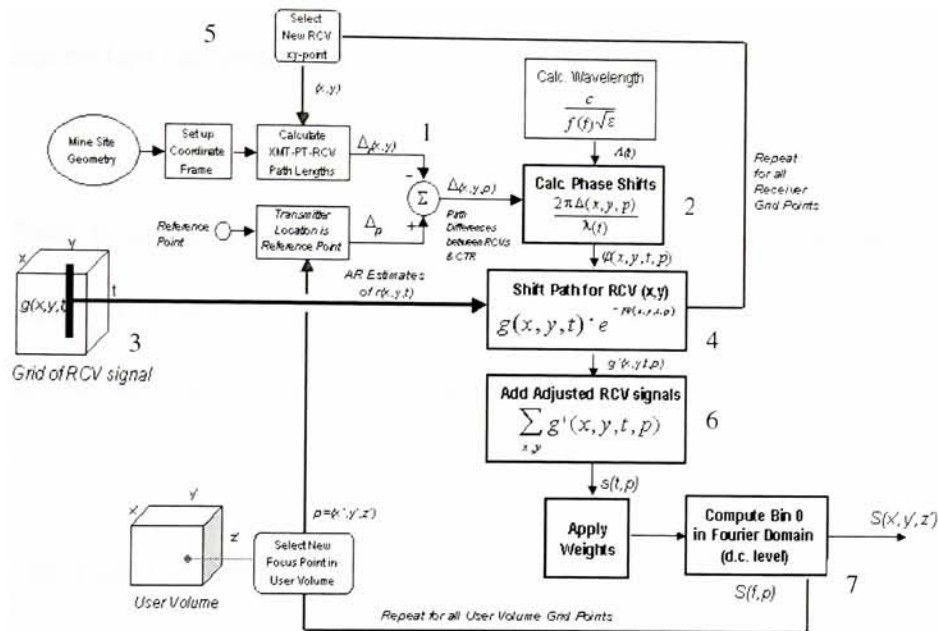 5
Select
New RCV
xy-point
(x,y)
Calc. Wavelength
c
f(f)√ε
Λ(t)
Mine Site
Geometry
Set up
Coordinate
Frame
Calculate
XMT-PT-RCV
Path Lengths
Δ(x,y)
1
-
Σ
+
Δ(x,y,p)
Path
Differences
between RCVs
& CTR
Calc. Phase Shifts
2πΔ(x,y,p)
λ(t)
2
Repeat
for all
Receiver
Grid Points
Reference
Point
Transmitter
Location is
Reference Point
Δp
φ(x,y,t,p)
y
x
t
g(x,y,t
3
Grid of RCV signal
AR Estimates
of r(x,y,t)
Shift Path for RCV (x,y)
g(x,y,t)·e^-jφ(x,y,t,p)
4
g'(x,y,t,p)
Add Adjusted RCV signals
∑ g'(x,y,t,p)
x,y
6
s(t,p)
Apply
Weights
Compute Bin 0
in Fourier Domain
(d.c. level)
S(x',y',z')
7
S(f,p)
y'
x'
z'
User Volume
p=(x',y',z')
Select New
Focus Point in
User Volume
Repeat for all User Volume Grid Points